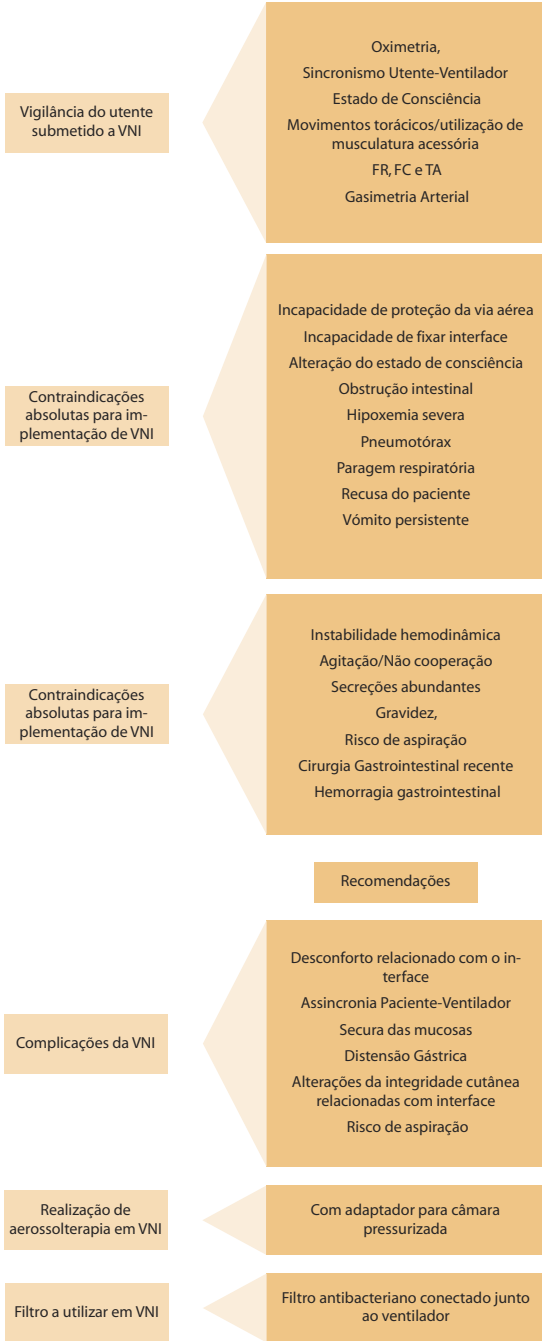 Vigilância do utente
submetido a VNI
Oximetria,
Sincronismo Utente-Ventilador
Estado de Consciência
Movimentos torácicos/utilização de
musculatura acessória
FR, FC e TA
Gasimetria Arterial
Contraindicações
absolutas para im-
plementação de VNI
Incapacidade de proteção da via aérea
Incapacidade de fixar interface
Alteração do estado de consciência
Obstrução intestinal
Hipoxemia severa
Pneumotórax
Paragem respiratória
Recusa do paciente
Vómito persistente
Contraindicações
absolutas para im-
plementação de VNI
Instabilidade hemodinâmica
Agitação/Não cooperação
Secreções abundantes
Gravidez,
Risco de aspiração
Cirurgia Gastrointestinal recente
Hemorragia gastrointestinal
Recomendações
Complicações da VNI
Desconforto relacionado com o in-
terface
Assincronia Paciente-Ventilador
Secura das mucosas
Distensão Gástrica
Alterações da integridade cutânea
relacionadas com interface
Risco de aspiração
Realização de
aerossolterapia em VNI
Com adaptador para câmara
pressurizada
Filtro a utilizar em VNI
Filtro antibacteriano conectado junto
ao ventilador